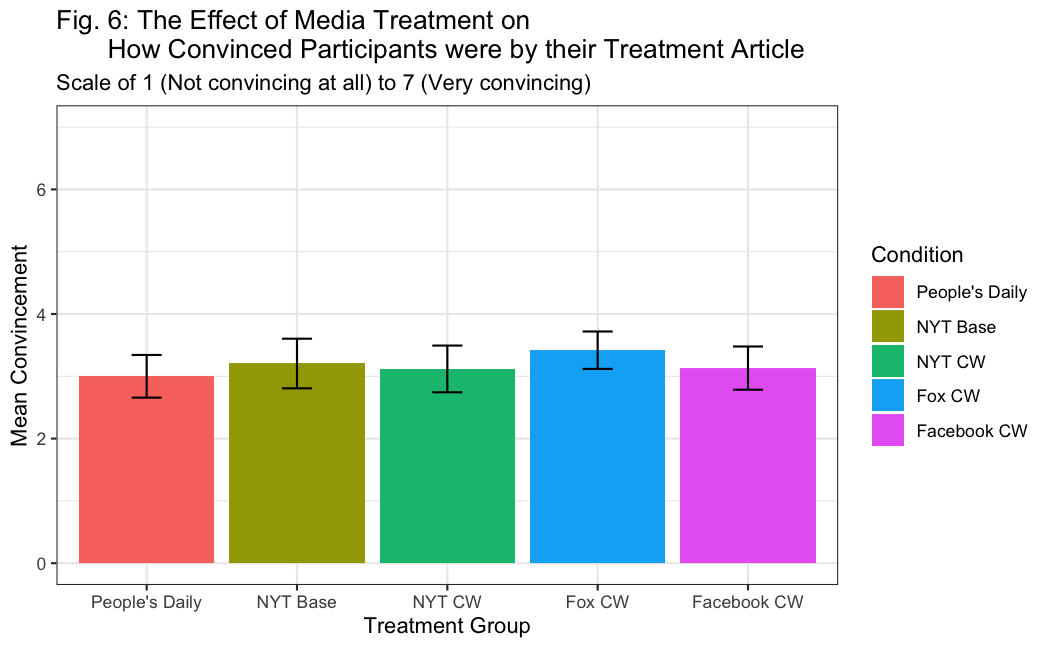 Fig. 6: The Effect of Media Treatment on
How Convinced Participants were by their Treatment Article
Scale of 1 (Not convincing at all) to 7 (Very convincing)
Mean Convincement
6
4
2
0
People's Daily
NYT Base
NYT CW
Fox CW
Facebook CW
Treatment Group
Condition
People's Daily
NYT Base
NYT CW
Fox CW
Facebook CW